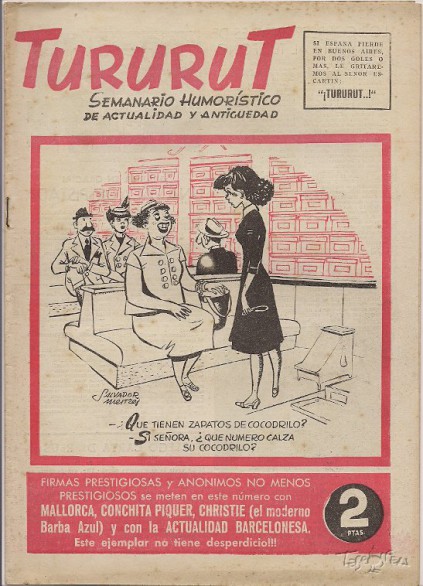 TURURUT
SEMANARIO HUMORÍSTICO
DE ACTUALIDAD Y ANTIGUEDAD
SI ESPAÑA PIERDE
EN BUENOS AIRES,
POR DOS GOLES O
MAS, LE GRITARE-
MOS AL SEÑOR ES-
CARTIN:
"¡TURURUT..!"
SALVADOR
MESTRES
-¿QUE TIENEN ZAPATOS DE COCODRILO?
-SI SEÑORA, ¿QUE NUMERO CALZA
SU COCODRILO?
FIRMAS PRESTIGIOSAS y ANONIMOS NO MENOS
PRESTIGIOSOS se meten en este número con
MALLORCA, CONCHITA PIQUER, CHRISTIE (el moderno
Barba Azul) y con la ACTUALIDAD BARCELONESA.
Este ejemplar no tiene desperdicio!!!
2
PTAS.